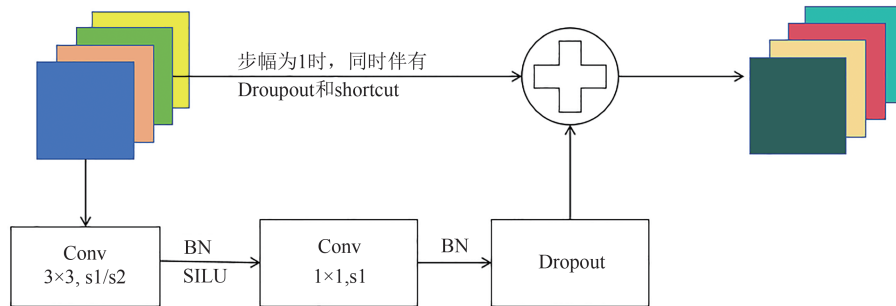 步幅为1时，同时伴有
Droupout和shortcut
Conv
3×3, s1/s2
BN
SILU
Conv
1×1,s1
BN
Dropout